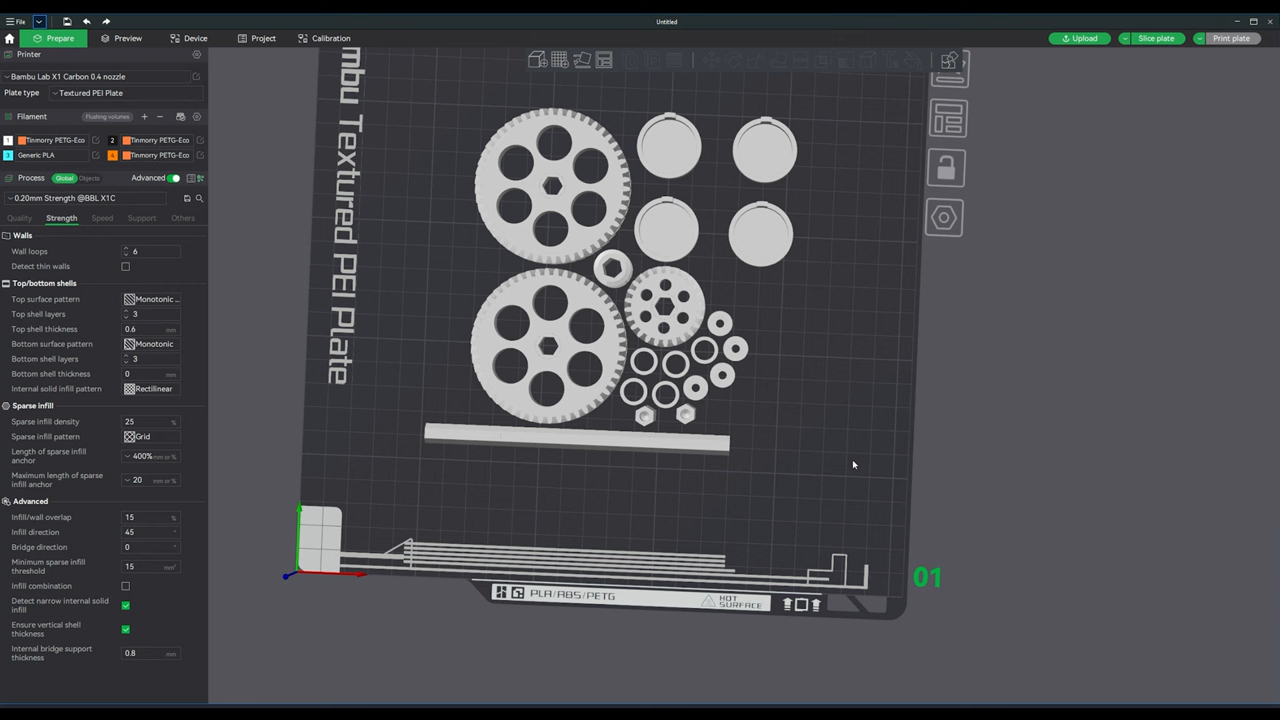 File
Untitled
Prepare
Preview
Device
Project
Calibration
Upload
Slice plate
Print plate
Printer
Bambu Lab X1 Carbon 0.4 nozzle
Plate type
Textured PEI Plate
Filament
Flushing volumes
1 Tinmorry PETG-Eco
2 Tinmorry PETG-Eco
3 Generic PLA
4 Tinmorry PETG-Eco
Process Global Objects Advanced
0.20mm Strength @BBL X1C
Quality Strength Speed Support Others
Walls
Wall loops 6
Detect thin walls
Top/bottom shells
Top surface pattern Monotonic ..
Top shell layers 3
Top shell thickness 0.6 mm
Bottom surface pattern Monotonic
Bottom shell layers 3
Bottom shell thickness 0 mm
Internal solid infill pattern Rectilinear
Sparse infill
Sparse infill density 25 %
Sparse infill pattern Grid
Length of sparse infill
anchor 400% mm or %
Maximum length of sparse
infill anchor 20 mm or %
Advanced
Infill/wall overlap 15 %
Infill direction 45 °
Bridge direction 0 °
Minimum sparse infill
threshold 15 mm²
Infill combination
Detect narrow internal solid
infill
Ensure vertical shell
thickness
Internal bridge support
thickness 0.8 mm
mbu Textured PEI Plate
01
PLA/ABS/PETG
HOT
SURFACE